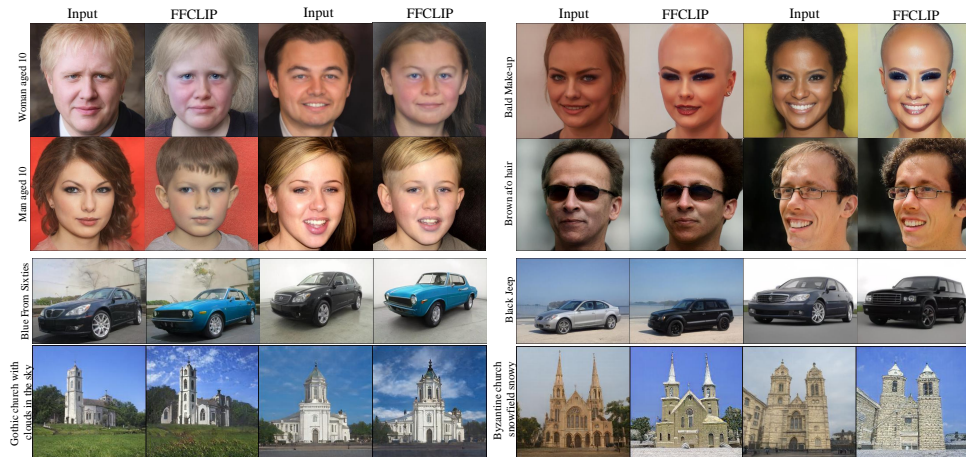 Input FFCLIP Input FFCLIP
Input FFCLIP Input FFCLIP
Woman aged 10
Bald Make-up
Man aged 10
Brown afo hair
Blue From Sixties
Black Jeep
Gothic church with
clouds in the sky
Byzantine church
snowfield snowy